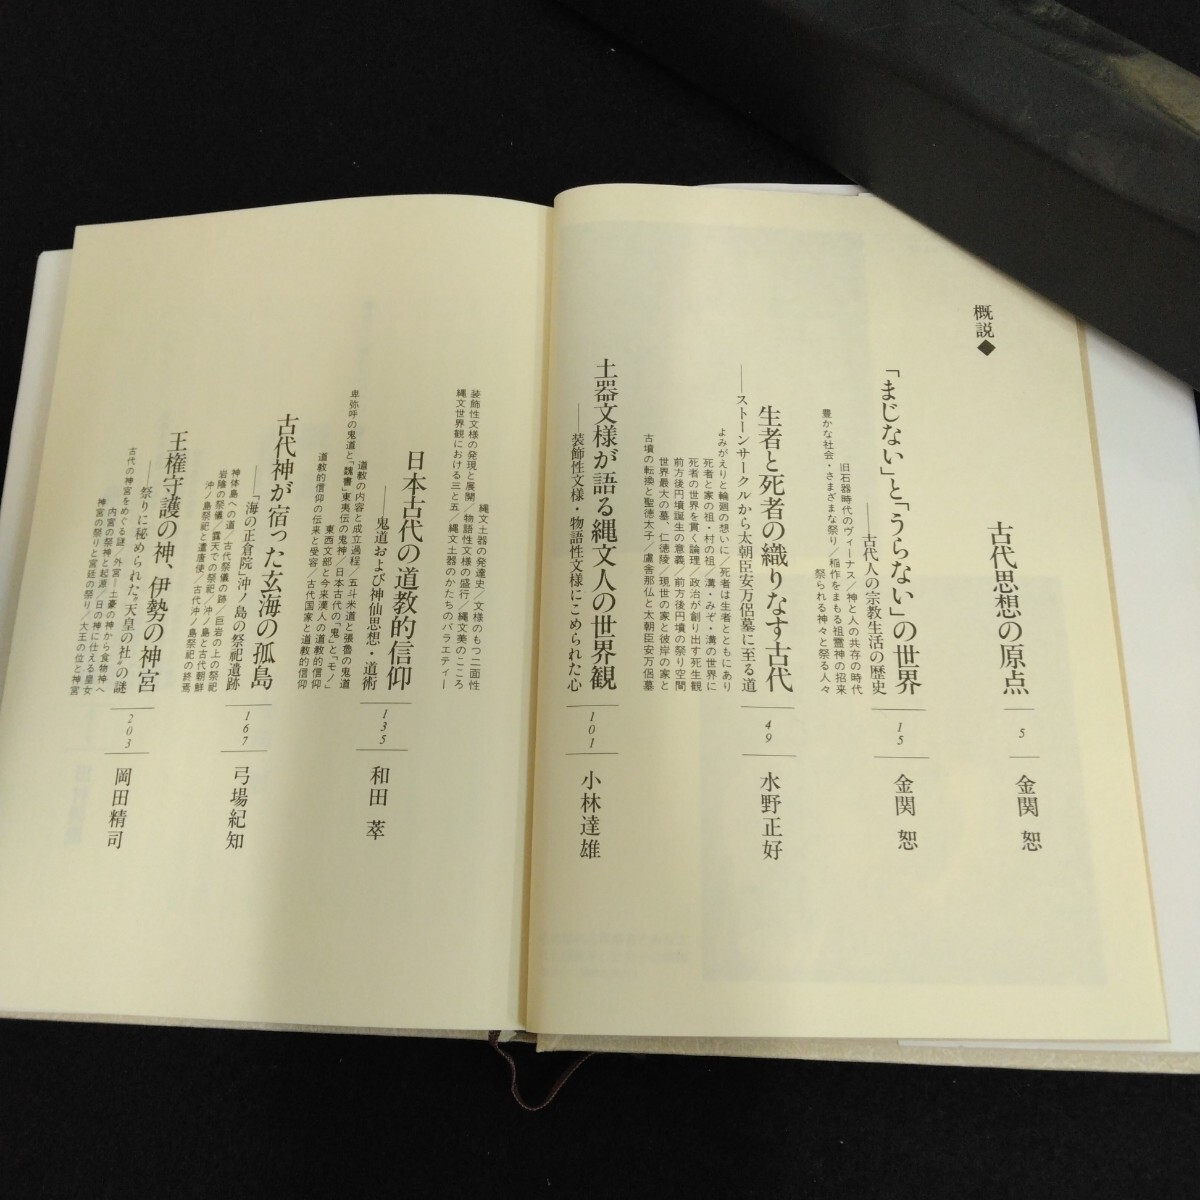 概説◆
古代思想の原点
5
金関 恕
「まじない」と「うらない」の世界
──古代人の宗教生活の歴史
15
金関 恕
旧石器時代のヴィーナス／神と人の共存の時代
豊かな社会・さまざまな祭り／稲作をまもる祖霊神の招来
祭られる神々と祭る人々
生者と死者の織りなす古代
──ストーンサークルから太朝臣安万侶墓に至る道
49
水野正好
よみがえりと輪廻の想いに／死者は生者とともにあり
死者と家の祖・村の祖／溝・みぞ・溝の世界に
死者の世界を貫く論理／政治が創り出す死生観
前方後円墳誕生の意義／前方後円墳の祭り空間
世界最大の墓、仁徳陵／現世の家と彼岸の家と
古墳の転換と聖徳太子／盧舎那仏と太朝臣安万侶墓
土器文様が語る縄文人の世界観
──装飾性文様・物語性文様にこめられた心
101
小林達雄
縄文土器の発達史／文様のもつ二面性
装飾性文様の発現と展開／物語性文様の盛行／縄文美のこころ
縄文世界観における三と五／縄文土器のかたちのバラエティー
日本古代の道教的信仰
──鬼道および神仙思想・道術
135
和田 萃
道教の内容と成立過程／五斗米道と張魯の鬼道
卑弥呼の鬼道と『魏書』東夷伝の鬼神／日本古代の「鬼」と「モノ」
東西文部と今来漢人の道教的信仰
道教的信仰の伝来と受容／古代国家と道教的信仰
古代神が宿った玄海の孤島
──「海の正倉院」沖ノ島の祭祀遺跡
167
弓場紀知
神体島への道／古代祭儀の跡／巨岩の上の祭祀
岩陰の祭儀／露天での祭祀／沖ノ島と古代朝鮮
沖ノ島祭祀と遣唐使／古代沖ノ島祭祀の終焉
王権守護の神、伊勢の神宮
──祭りに秘められた“天皇の社”の謎
203
岡田精司
古代の神宮をめぐる謎／外宮―土豪の神から食物神へ
内宮の祭神と起源／日の神に仕える皇女
神宮の祭りと宮廷の祭り／大王の位と神宮